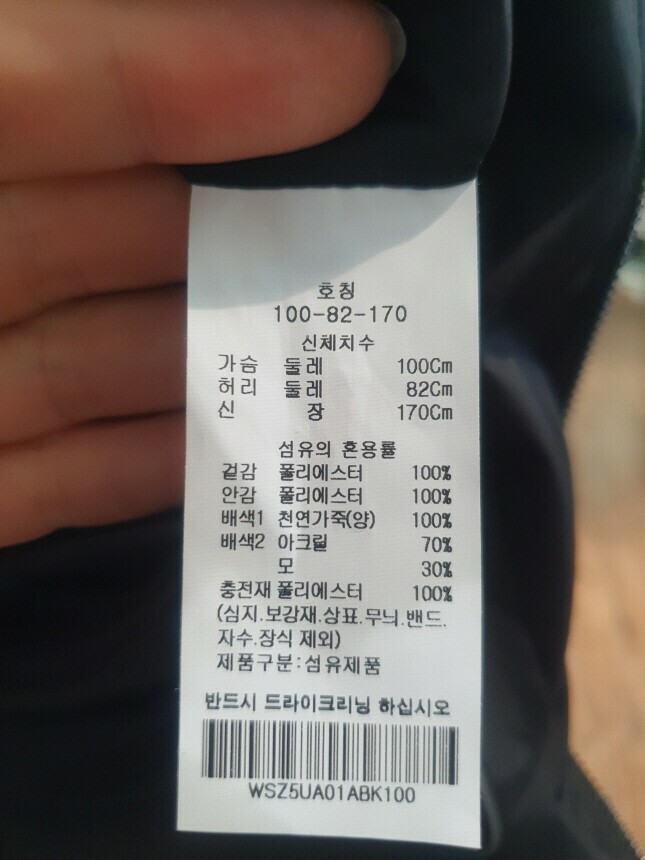 호칭
100-82-170
신체치수
가슴 둘레 100Cm
허리 둘레 82Cm
신 장 170Cm
섬유의 혼용률
겉감 폴리에스터 100%
안감 폴리에스터 100%
배색1 천연가죽(양) 100%
배색2 아크릴 70%
모 30%
충전재 폴리에스터 100%
(심지.보강재.상표.무늬.밴드.
자수.장식 제외)
제품구분:섬유제품
반드시 드라이크리닝 하십시오
WSZ5UA01ABK100